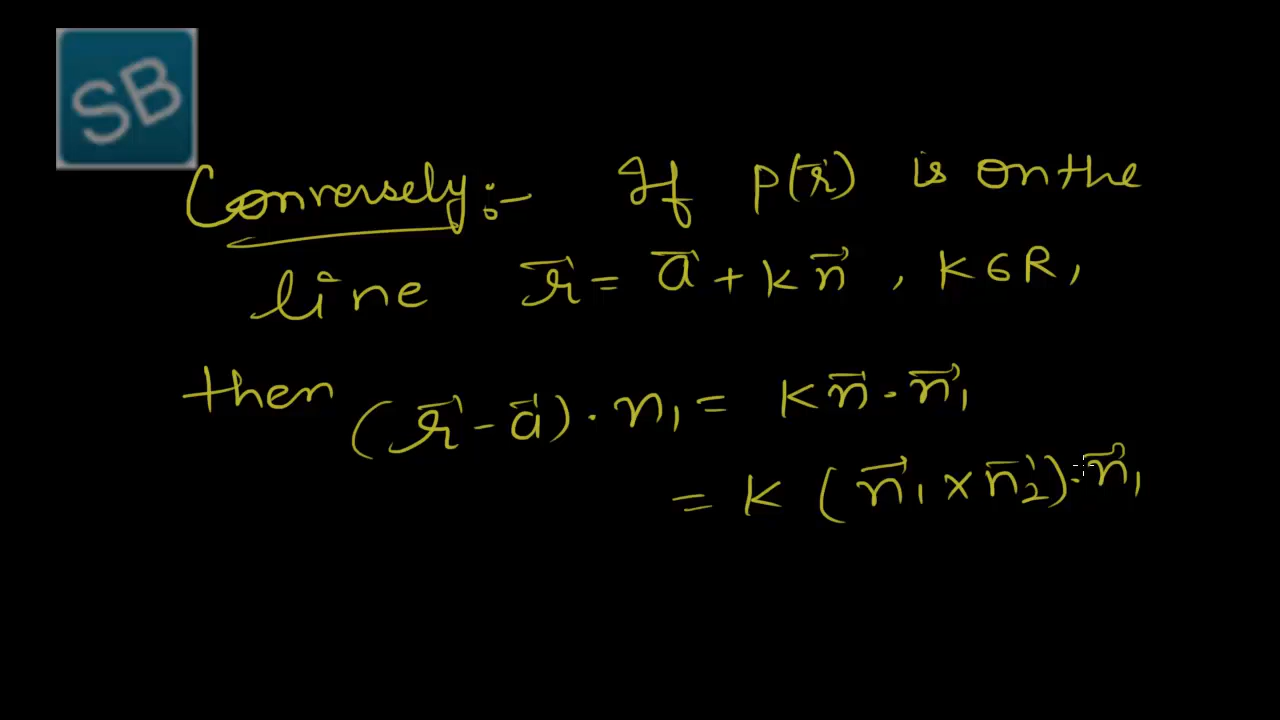 SB
Conversely :- If P(r⃗) is on the
line r⃗ = a⃗ + k n⃗ , k ∈ R,
then (r⃗ - a⃗) · n₁ = k n⃗ · n⃗₁
= k (n⃗₁ × n⃗₂) · n⃗₁